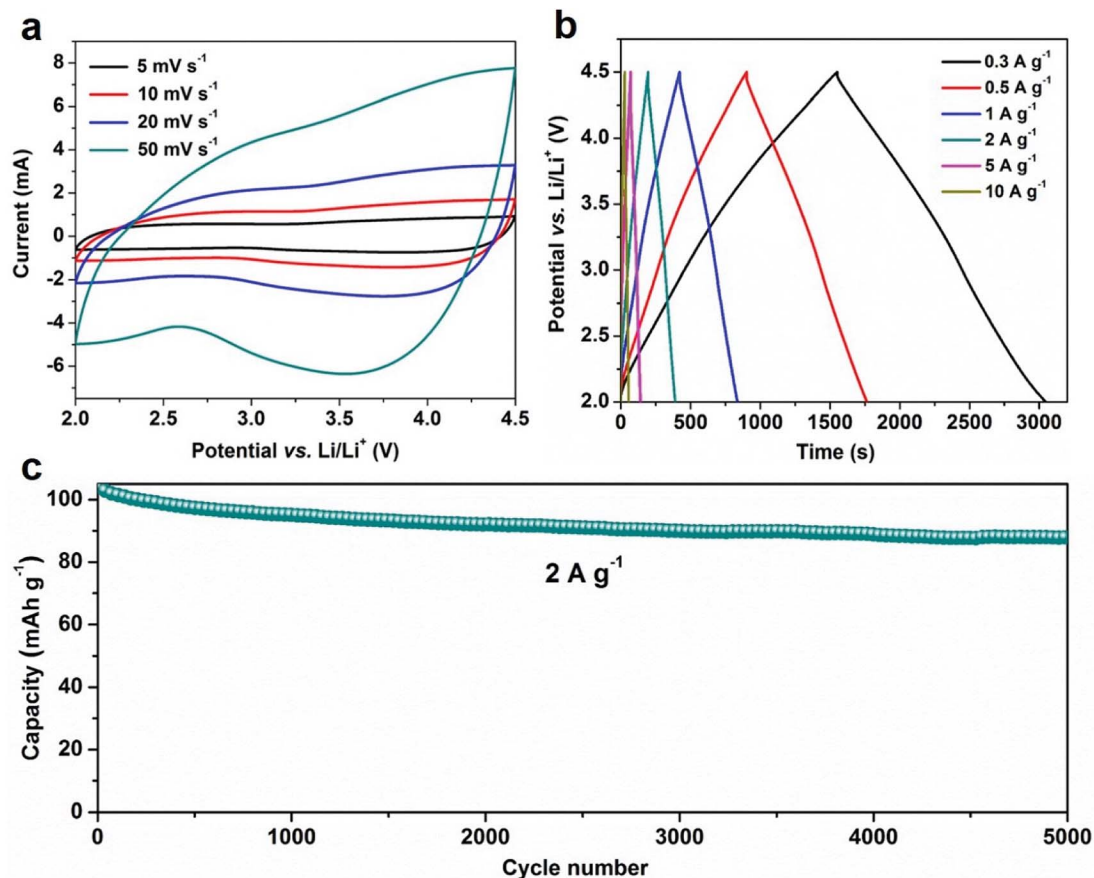 a
8
6
4
2
0
-2
-4
-6
Current (mA)
5 mV s⁻¹
10 mV s⁻¹
20 mV s⁻¹
50 mV s⁻¹
2.0 2.5 3.0 3.5 4.0 4.5
Potential vs. Li/Li⁺ (V)
b
4.5
4.0
3.5
3.0
2.5
2.0
Potential vs. Li/Li⁺ (V)
0.3 A g⁻¹
0.5 A g⁻¹
1 A g⁻¹
2 A g⁻¹
5 A g⁻¹
10 A g⁻¹
0 500 1000 1500 2000 2500 3000
Time (s)
c
100
80
60
40
20
0
Capacity (mAh g⁻¹)
2 A g⁻¹
0 1000 2000 3000 4000 5000
Cycle number